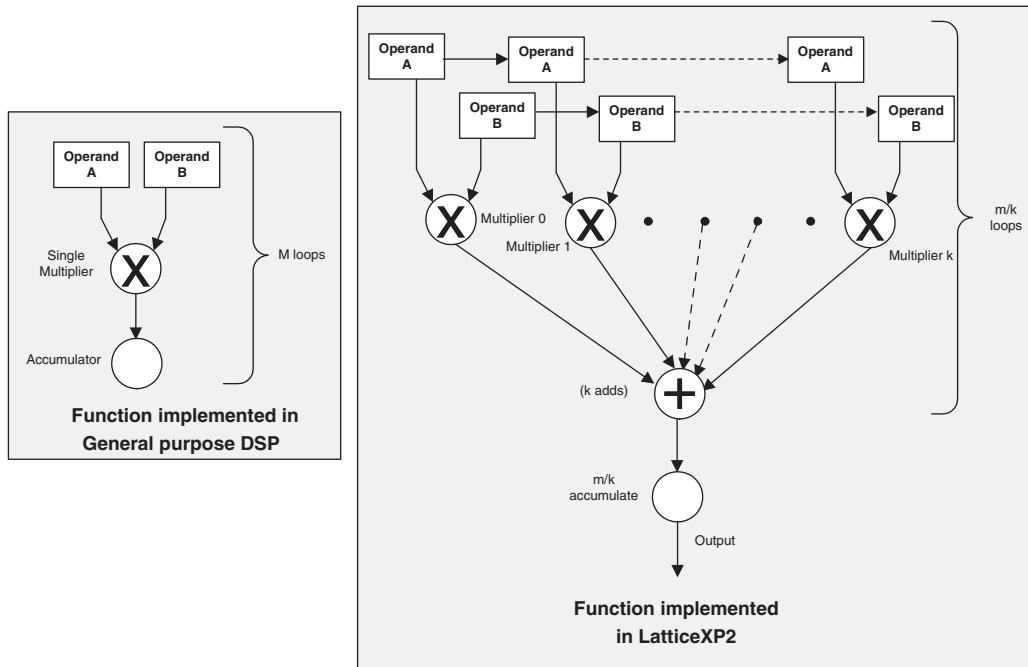 Operand
A
Operand
B
Single
Multiplier
X
M loops
Accumulator
Function implemented in
General purpose DSP
Operand
A
Operand
A
Operand
A
Operand
B
Operand
B
Operand
B
X
Multiplier 0
X
Multiplier 1
X
Multiplier k
m/k
loops
(k adds)
+
m/k
accumulate
Output
Function implemented
in LatticeXP2